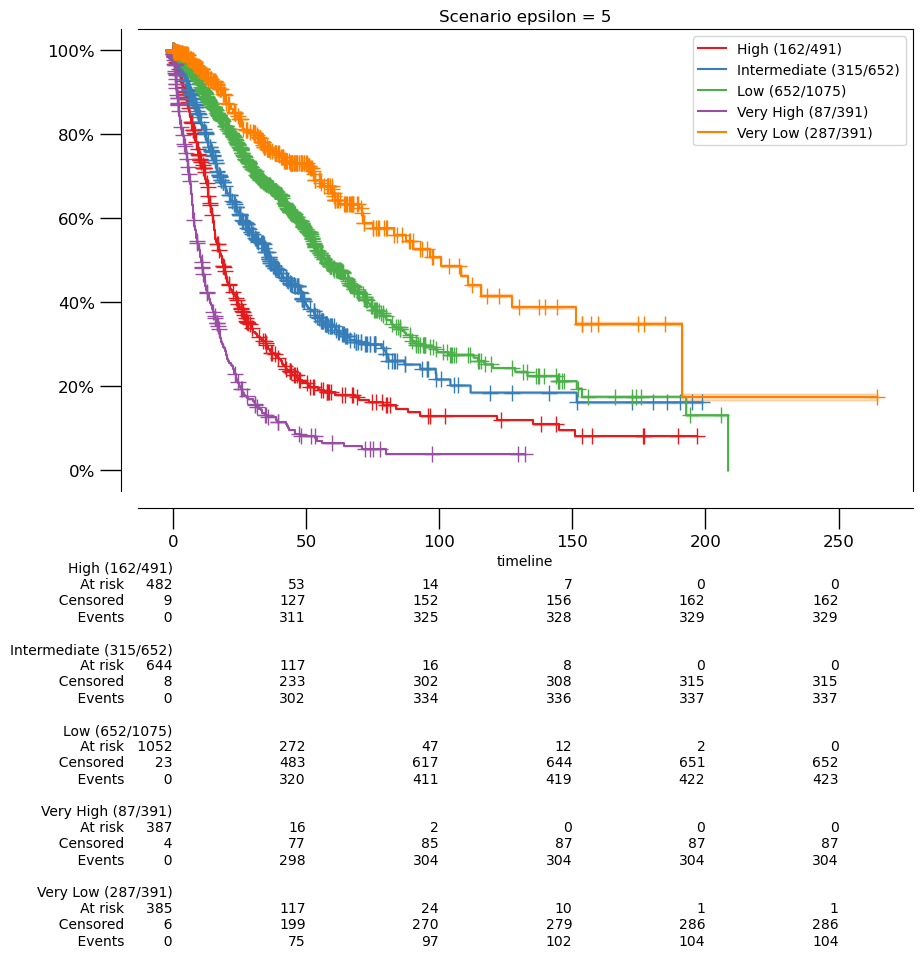 Scenario epsilon = 5
100%
80%
60%
40%
20%
0%
High (162/491)
Intermediate (315/652)
Low (652/1075)
Very High (87/391)
Very Low (287/391)
0 50 100 150 200 250
timeline
High (162/491)
At risk 482 53 14 7 0 0
Censored 9 127 152 156 162 162
Events 0 311 325 328 329 329
Intermediate (315/652)
At risk 644 117 16 8 0 0
Censored 8 233 302 308 315 315
Events 0 302 334 336 337 337
Low (652/1075)
At risk 1052 272 47 12 2 0
Censored 23 483 617 644 651 652
Events 0 320 411 419 422 423
Very High (87/391)
At risk 387 16 2 0 0 0
Censored 4 77 85 87 87 87
Events 0 298 304 304 304 304
Very Low (287/391)
At risk 385 117 24 10 1 1
Censored 6 199 270 279 286 286
Events 0 75 97 102 104 104